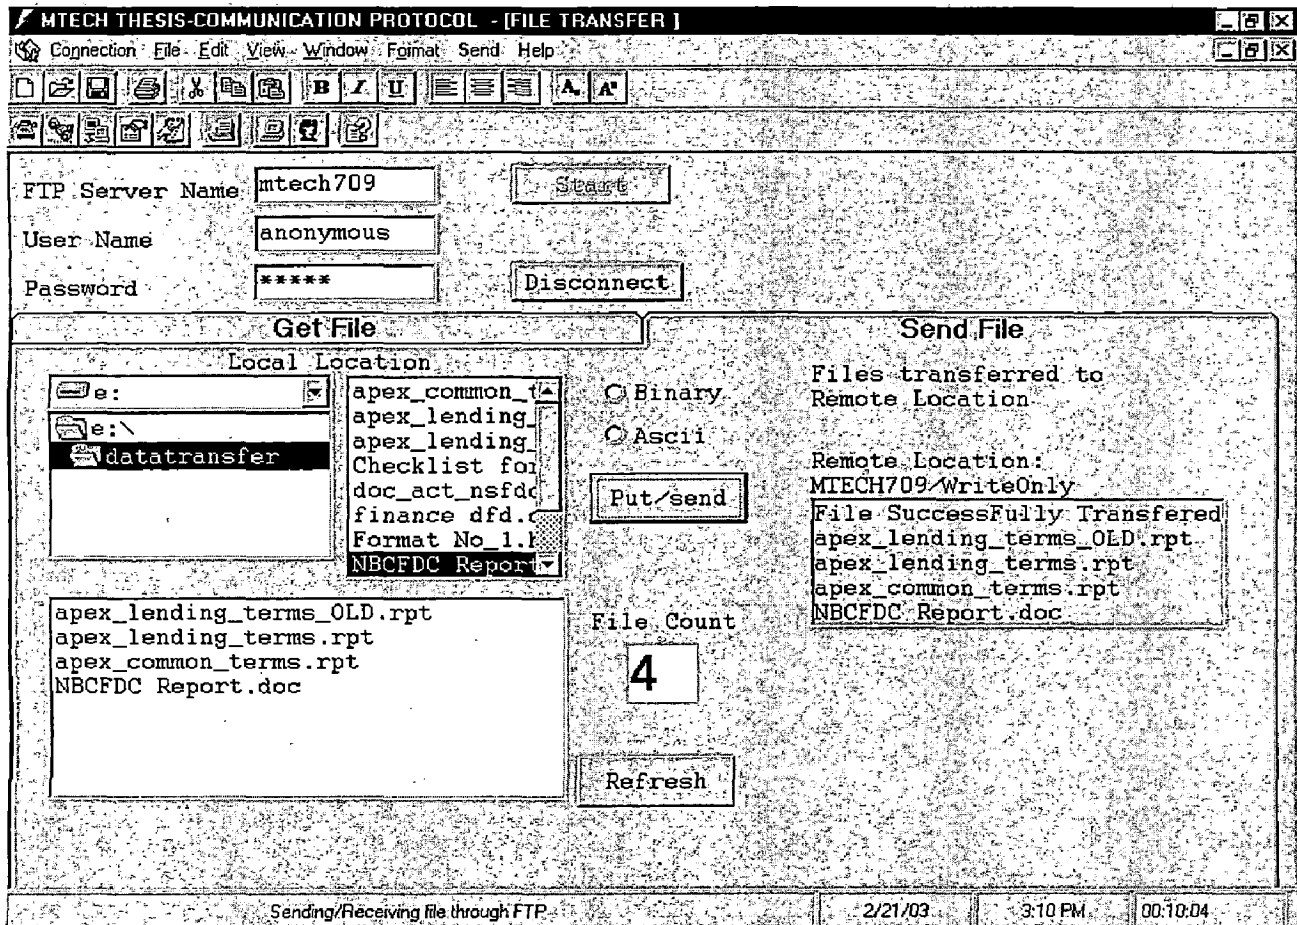 MTECH THESIS-COMMUNICATION PROTOCOL - [FILE TRANSFER ]
Connection File Edit View Window Format Send Help
B I U A A
FTP Server Name mtech709 Start
User Name anonymous
Password ***** Disconnect
Get File Send File
Local Location
e:
e:\
datatransfer
apex_common_t
apex_lending_
apex_lending_
Checklist for
doc_act_nsfdc
finance dfd.
Format No_1.
NBCFDC Report
Binary
Ascii
Put/send
Files transferred to
Remote Location
Remote Location:
MTECH709/WriteOnly
File SuccessFully Transfered
apex_lending_terms_OLD.rpt
apex_lending_terms.rpt
apex_common_terms.rpt
NBCFDC Report.doc
apex_lending_terms_OLD.rpt
apex_lending_terms.rpt
apex_common_terms.rpt
NBCFDC Report.doc
File Count
4
Refresh
Sending/Receiving file through FTP 2/21/03 3:10 PM 00:10:04